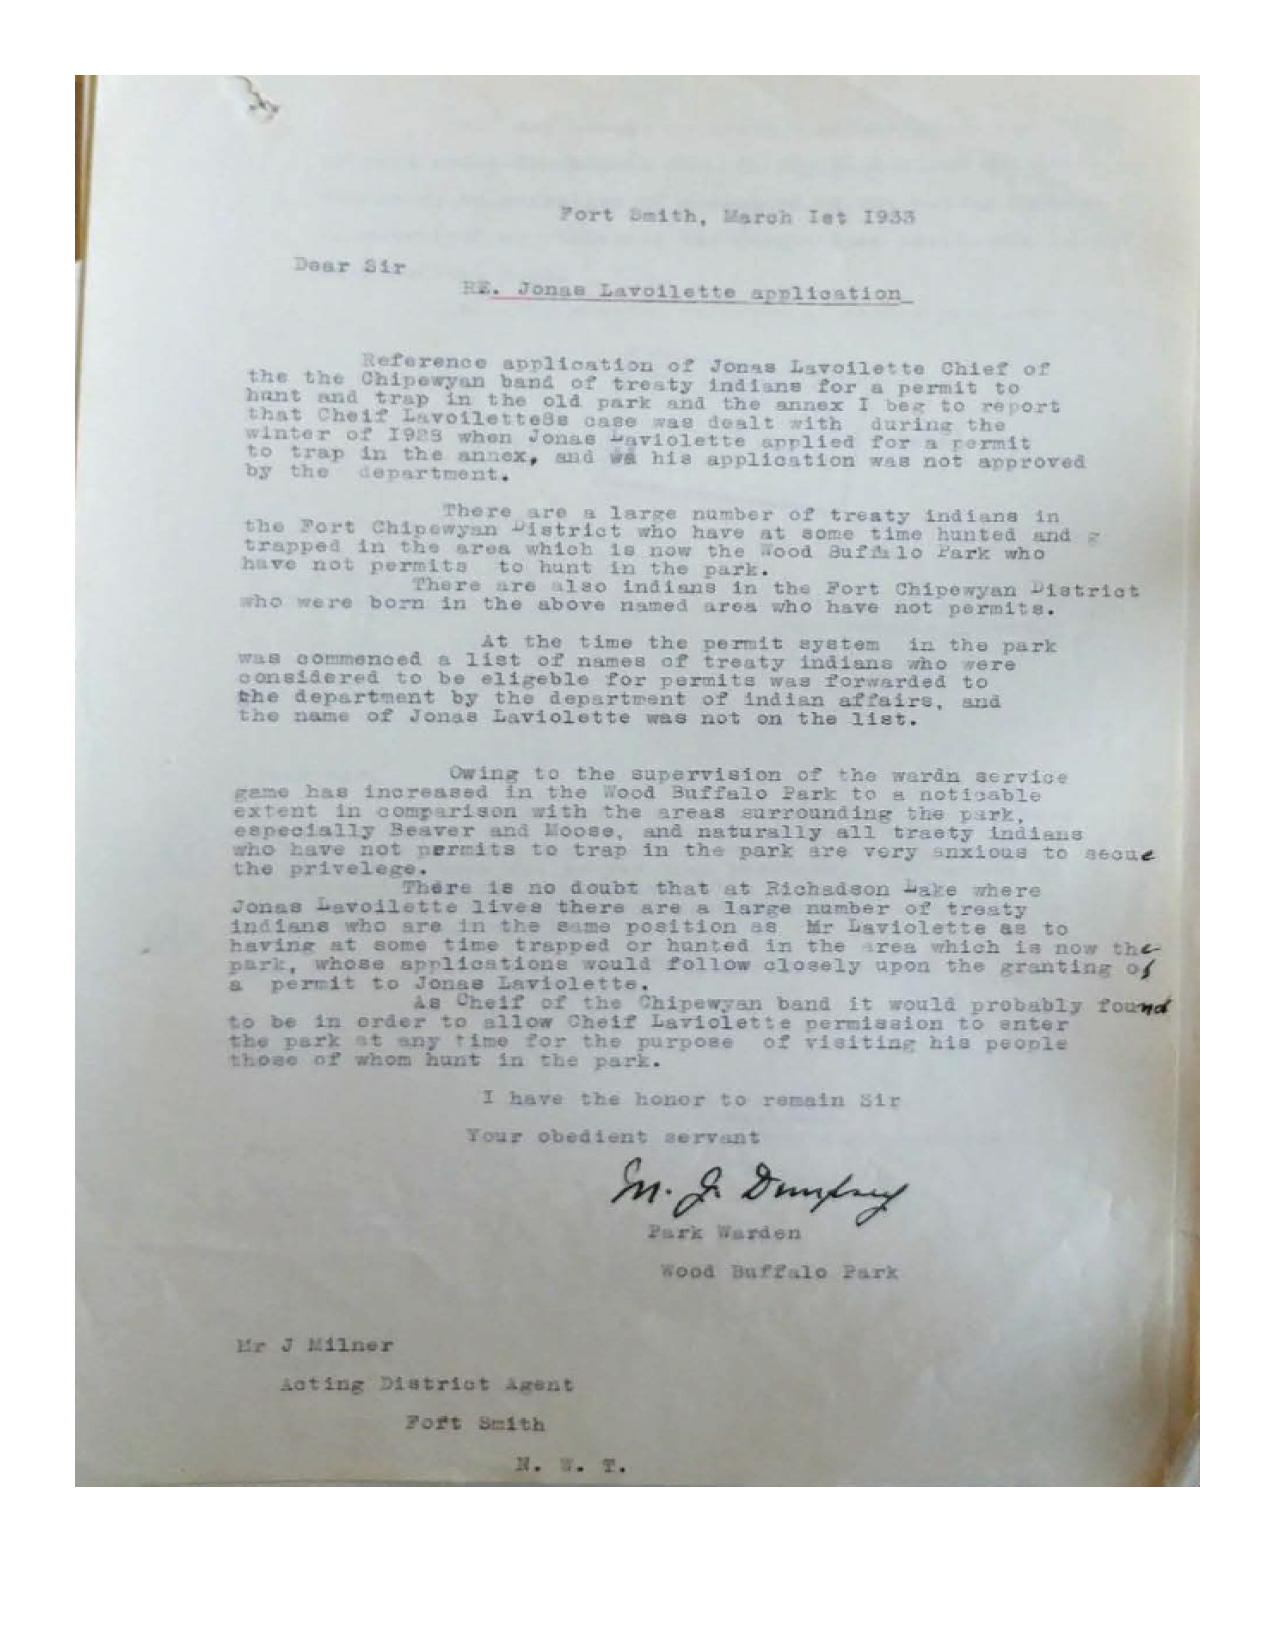 Fort Smith, March Ist I933
Dear Sir
RE. Jonas Lavoilette application
Reference application of Jonas Lavoilette Chief of
the the Chipewyan band of treaty indians for a permit to
hunt and trap in the old park and the annex I beg to report
that Cheif Lavoilette8s case was dealt with during the
winter of I928 when Jonas Laviolette applied for a permit
to trap in the annex, and wa his application was not approved
by the department.
There are a large number of treaty indians in
the Fort Chipewyan District who have at some time hunted and g
trapped in the area which is now the Wood Buffalo Park who
have not permits to hunt in the park.
There are also indians in the Fort Chipewyan District
who were born in the above named area who have not permits.
At the time the permit system in the park
was commenced a list of names of treaty indians who were
considered to be eligeble for permits was forwarded to
the department by the department of indian affairs, and
the name of Jonas Laviolette was not on the list.
Owing to the supervision of the wardn service
game has increased in the Wood Buffalo Park to a noticable
extent in comparison with the areas surrounding the park,
especially Beaver and Moose, and naturally all traety indians
who have not permits to trap in the park are very anxious to secue
the privelege.
There is no doubt that at Richadson Lake where
Jonas Lavoilette lives there are a large number of treaty
indians who are in the same position as Mr Laviolette as to
having at some time trapped or hunted in the area which is now the
park, whose applications would follow closely upon the granting of
a permit to Jonas Laviolette.
As Cheif of the Chipewyan band it would probably found
to be in order to allow Cheif Laviolette permission to enter
the park at any time for the purpose of visiting his people
those of whom hunt in the park.
I have the honor to remain Sir
Your obedient servant
M. J. Dempsey
Park Warden
Wood Buffalo Park
Mr J Milner
Acting District Agent
Fort Smith
N. W. T.